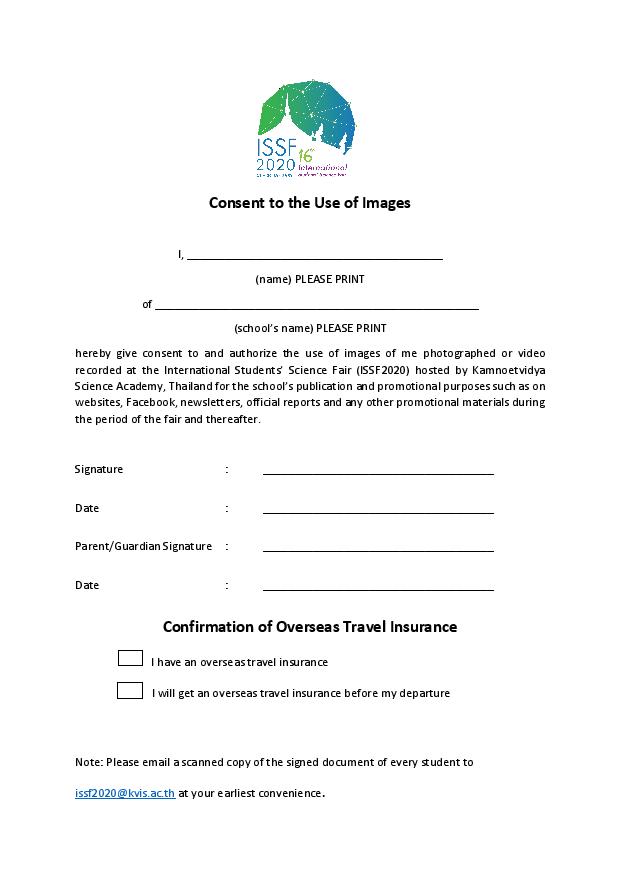 ISSF
2020 16th
International
Students' Science Fair
Consent to the Use of Images
I, ________________________________________
(name) PLEASE PRINT
of ___________________________________________________
(school's name) PLEASE PRINT
hereby give consent to and authorize the use of images of me photographed or video
recorded at the International Students' Science Fair (ISSF2020) hosted by Kamnoetvidya
Science Academy, Thailand for the school's publication and promotional purposes such as on
websites, Facebook, newsletters, official reports and any other promotional materials during
the period of the fair and thereafter.
Signature : ____________________________________
Date : ____________________________________
Parent/Guardian Signature : ____________________________________
Date : ____________________________________
Confirmation of Overseas Travel Insurance
I have an overseas travel insurance
I will get an overseas travel insurance before my departure
Note: Please email a scanned copy of the signed document of every student to
issf2020@kvis.ac.th at your earliest convenience.